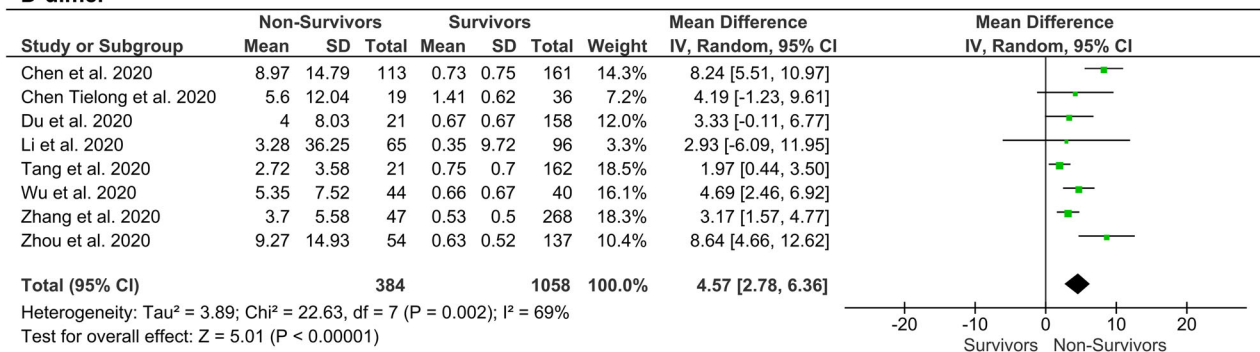 Non-Survivors Survivors Mean Difference Mean Difference
Study or Subgroup Mean SD Total Mean SD Total Weight IV, Random, 95% CI IV, Random, 95% CI
Chen et al. 2020 8.97 14.79 113 0.73 0.75 161 14.3% 8.24 [5.51, 10.97]
Chen Tielong et al. 2020 5.6 12.04 19 1.41 0.62 36 7.2% 4.19 [-1.23, 9.61]
Du et al. 2020 4 8.03 21 0.67 0.67 158 12.0% 3.33 [-0.11, 6.77]
Li et al. 2020 3.28 36.25 65 0.35 9.72 96 3.3% 2.93 [-6.09, 11.95]
Tang et al. 2020 2.72 3.58 21 0.75 0.7 162 18.5% 1.97 [0.44, 3.50]
Wu et al. 2020 5.35 7.52 44 0.66 0.67 40 16.1% 4.69 [2.46, 6.92]
Zhang et al. 2020 3.7 5.58 47 0.53 0.5 268 18.3% 3.17 [1.57, 4.77]
Zhou et al. 2020 9.27 14.93 54 0.63 0.52 137 10.4% 8.64 [4.66, 12.62]
Total (95% CI) 384 1058 100.0% 4.57 [2.78, 6.36]
Heterogeneity: Tau² = 3.89; Chi² = 22.63, df = 7 (P = 0.002); I² = 69%
Test for overall effect: Z = 5.01 (P < 0.00001)
-20 -10 0 10 20
Survivors Non-Survivors